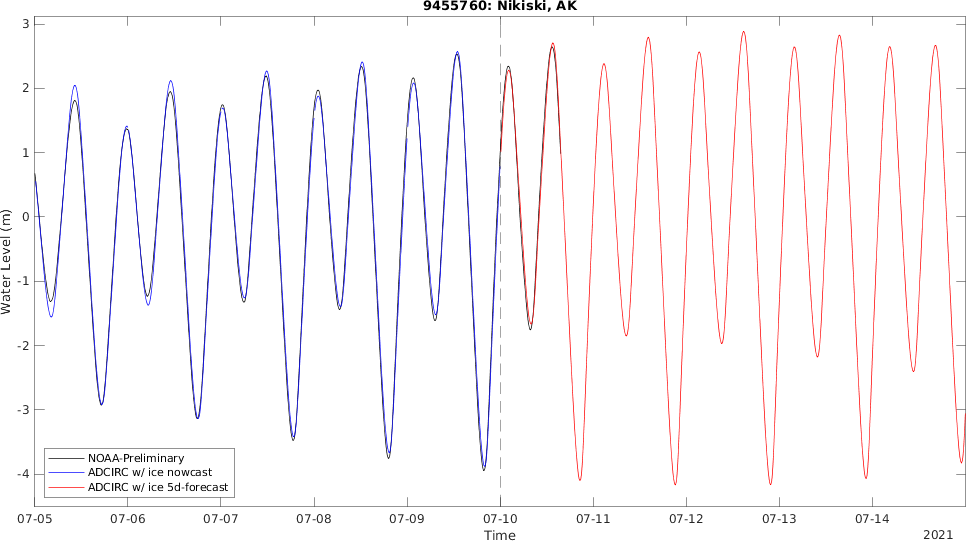 9455760: Nikiski, AK
Water Level (m)
3
2
1
0
-1
-2
-3
-4
NOAA-Preliminary
ADCIRC w/ ice nowcast
ADCIRC w/ ice 5d-forecast
07-05 07-06 07-07 07-08 07-09 07-10 07-11 07-12 07-13 07-14
Time
2021